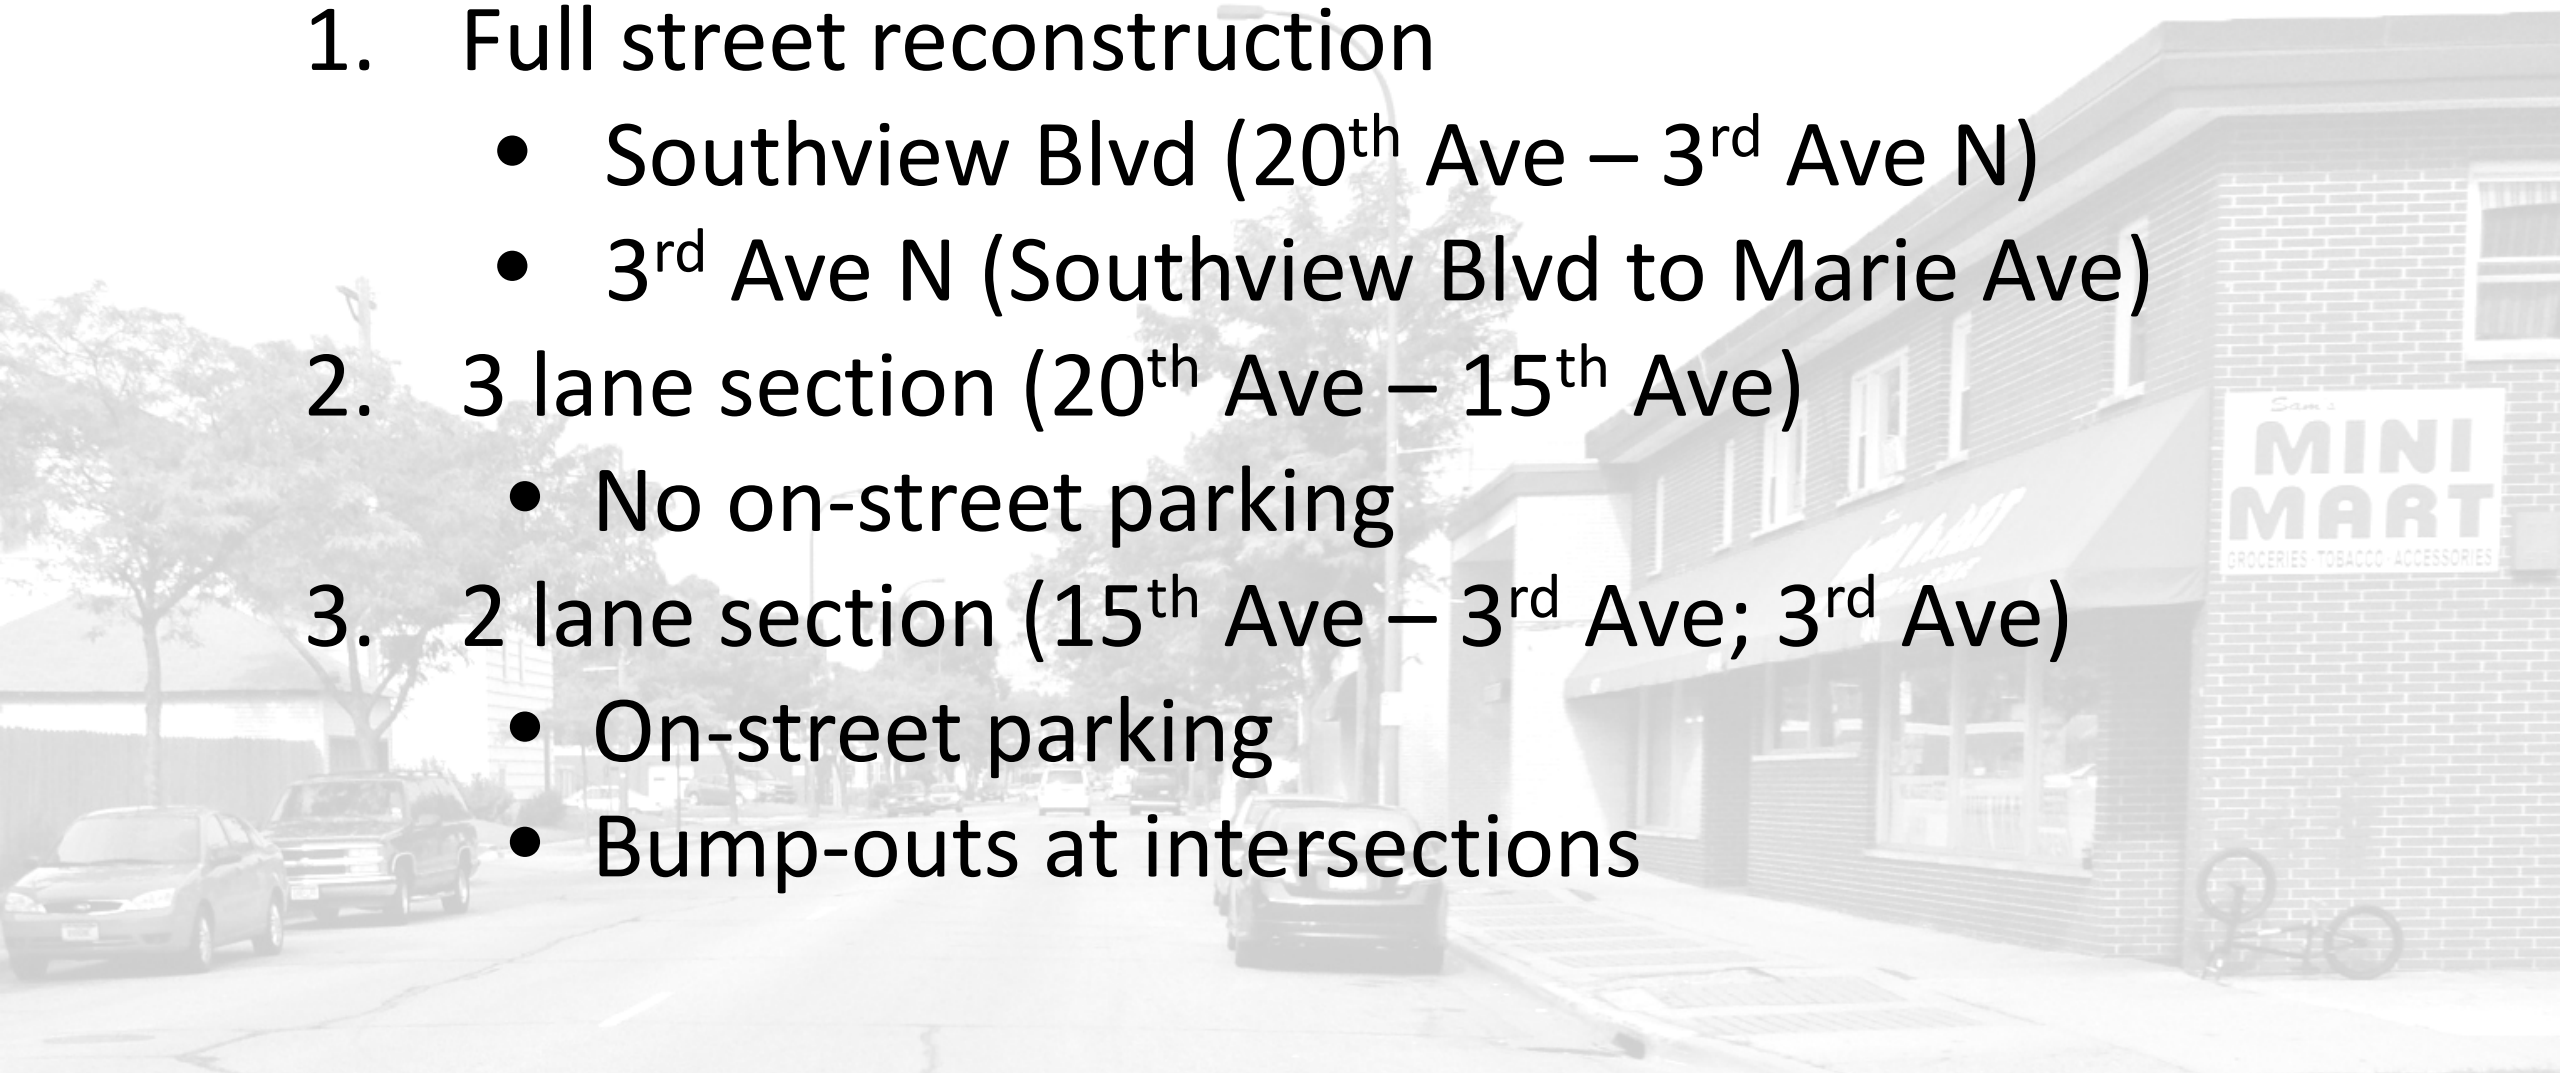 1. Full street reconstruction
• Southview Blvd (20th Ave – 3rd Ave N)
• 3rd Ave N (Southview Blvd to Marie Ave)
2. 3 lane section (20th Ave – 15th Ave)
• No on-street parking
3. 2 lane section (15th Ave – 3rd Ave; 3rd Ave)
• On-street parking
• Bump-outs at intersections
Sam's
MINI
MART
GROCERIES · TOBACCO · ACCESSORIES